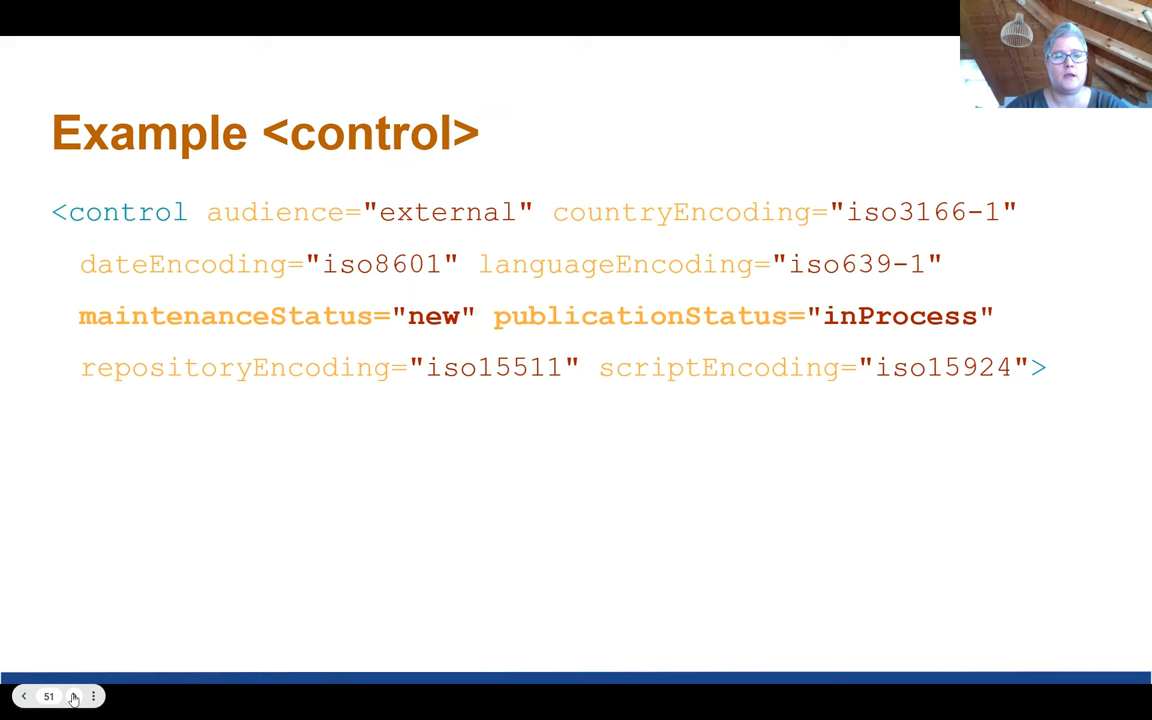 Example <control>
<control audience="external" countryEncoding="iso3166-1"
dateEncoding="iso8601" languageEncoding="iso639-1"
maintenanceStatus="new" publicationStatus="inProcess"
repositoryEncoding="iso15511" scriptEncoding="iso15924">
51